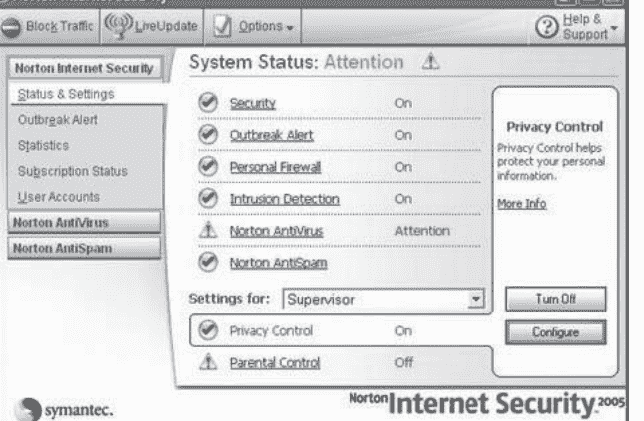 Block Traffic
LiveUpdate
Options
Help &
Support
Norton Internet Security
Status & Settings
Outbreak Alert
Statistics
Subscription Status
User Accounts
Norton AntiVirus
Norton AntiSpam
System Status: Attention
Security On
Outbreak Alert On
Personal Firewall On
Intrusion Detection On
Norton AntiVirus Attention
Norton AntiSpam
Settings for: Supervisor
Privacy Control On
Parental Control Off
Privacy Control
Privacy Control helps
protect your personal
information.
More Info
Turn Off
Configure
symantec.
Norton Internet Security 2005